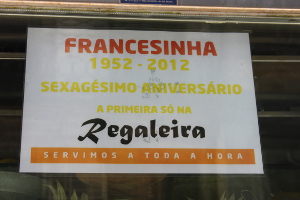 FRANCESINHA
1952 - 2012
SEXAGÉSIMO ANIVERSÁRIO
A PRIMEIRA SÓ NA
Regaleira
SERVIMOS A TODA A HORA